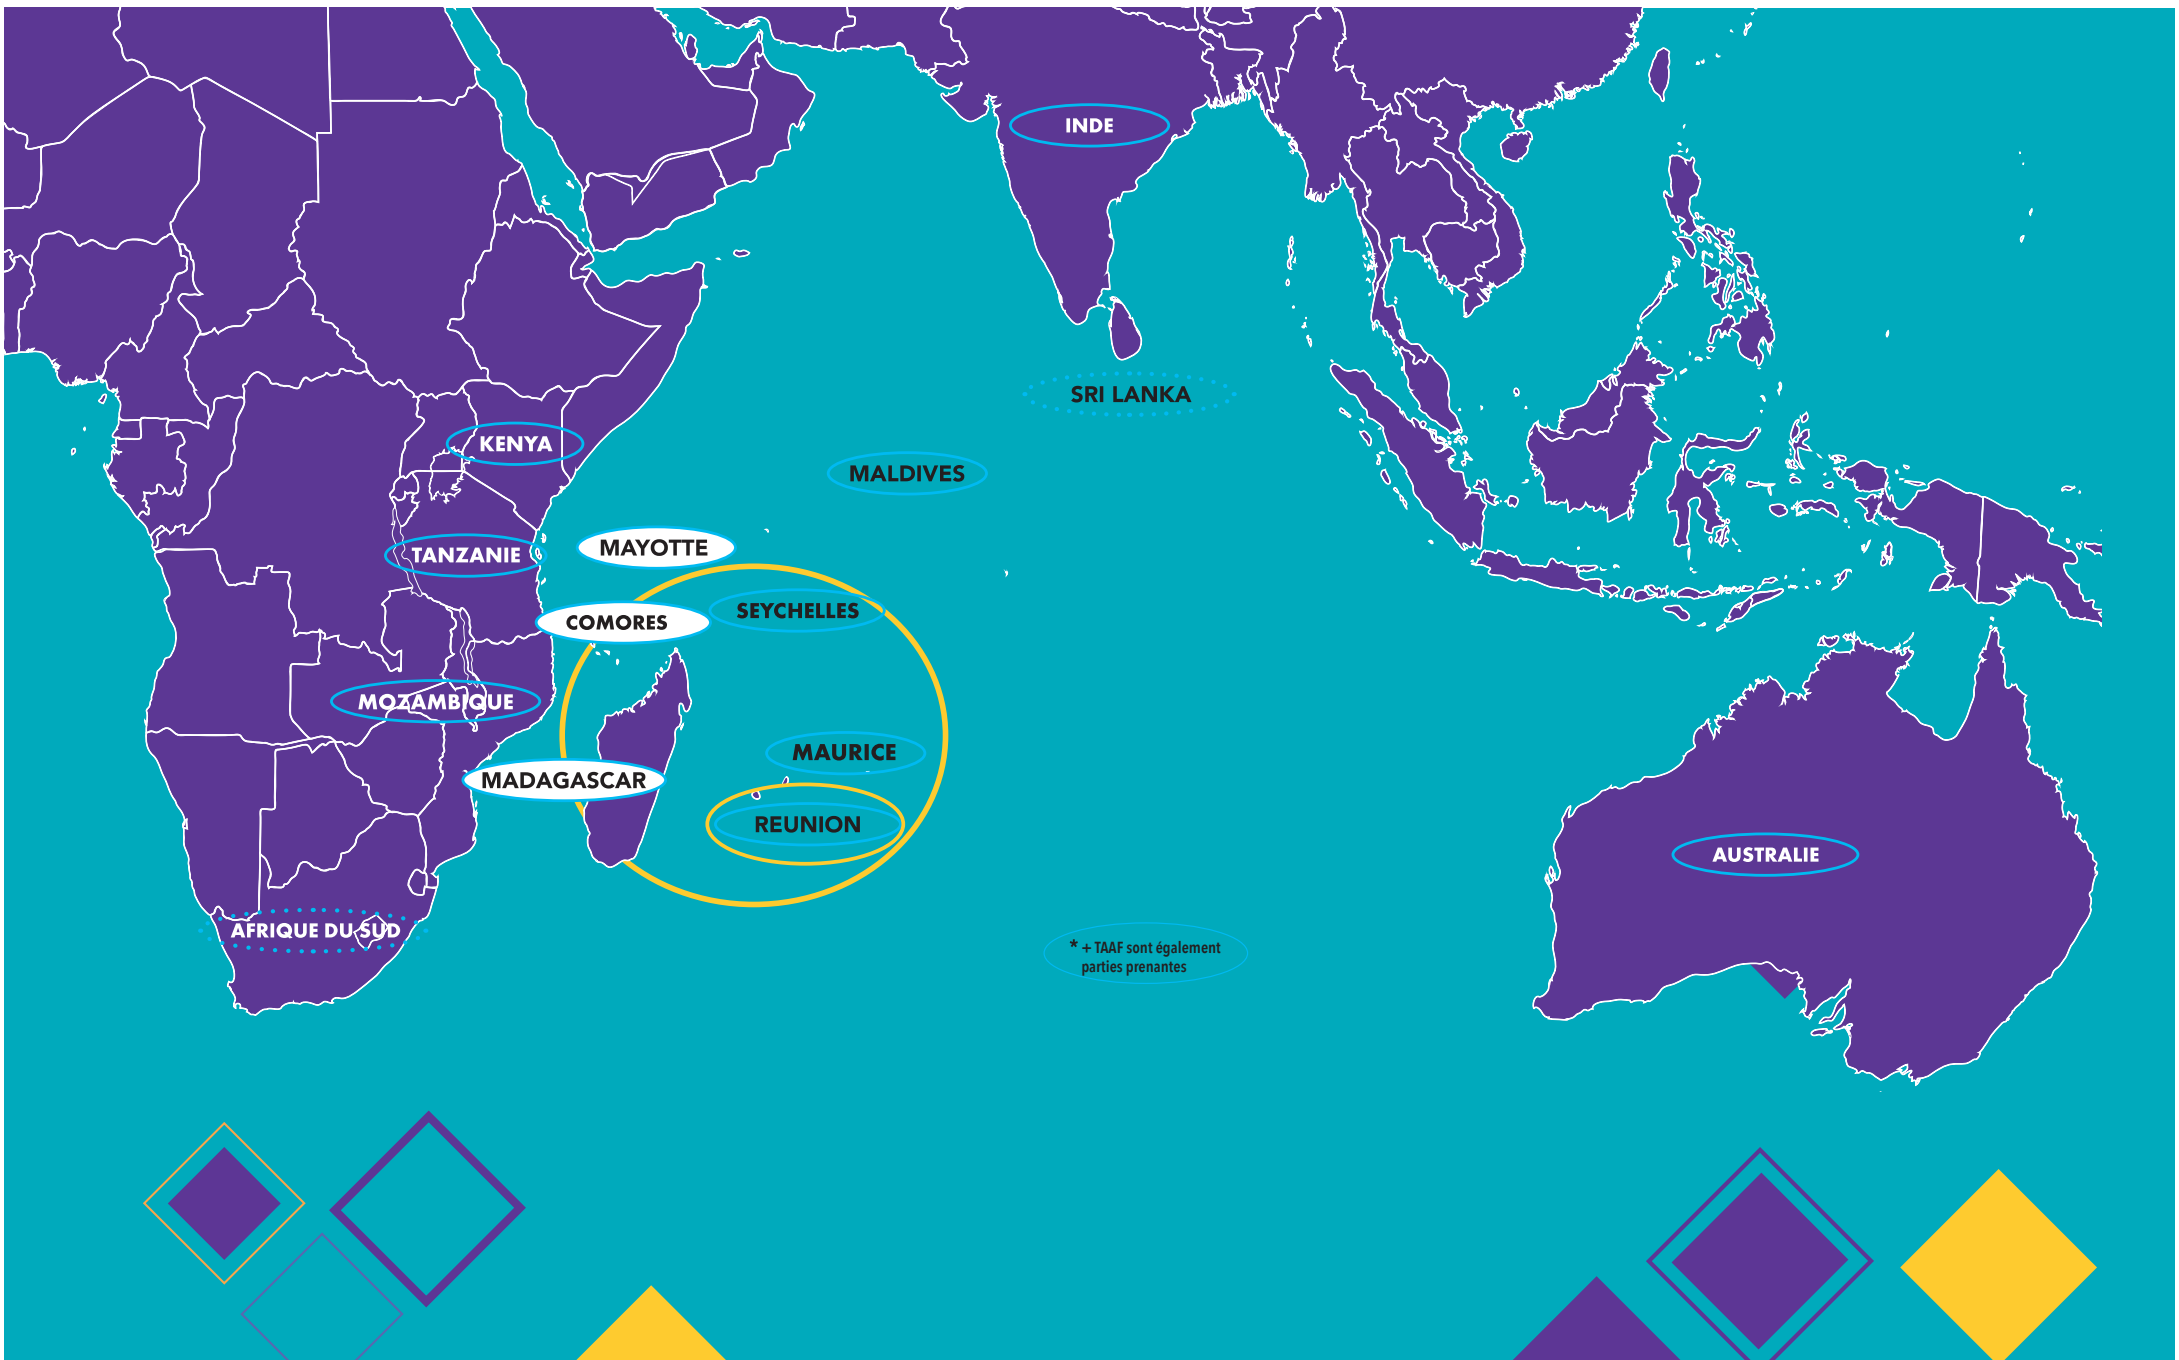 INDE
SRI LANKA
KENYA
MALDIVES
MAYOTTE
TANZANIE
SEYCHELLES
COMORES
MOZAMBIQUE
MAURICE
MADAGASCAR
REUNION
AUSTRALIE
AFRIQUE DU SUD
* + TAAF sont également
parties prenantes